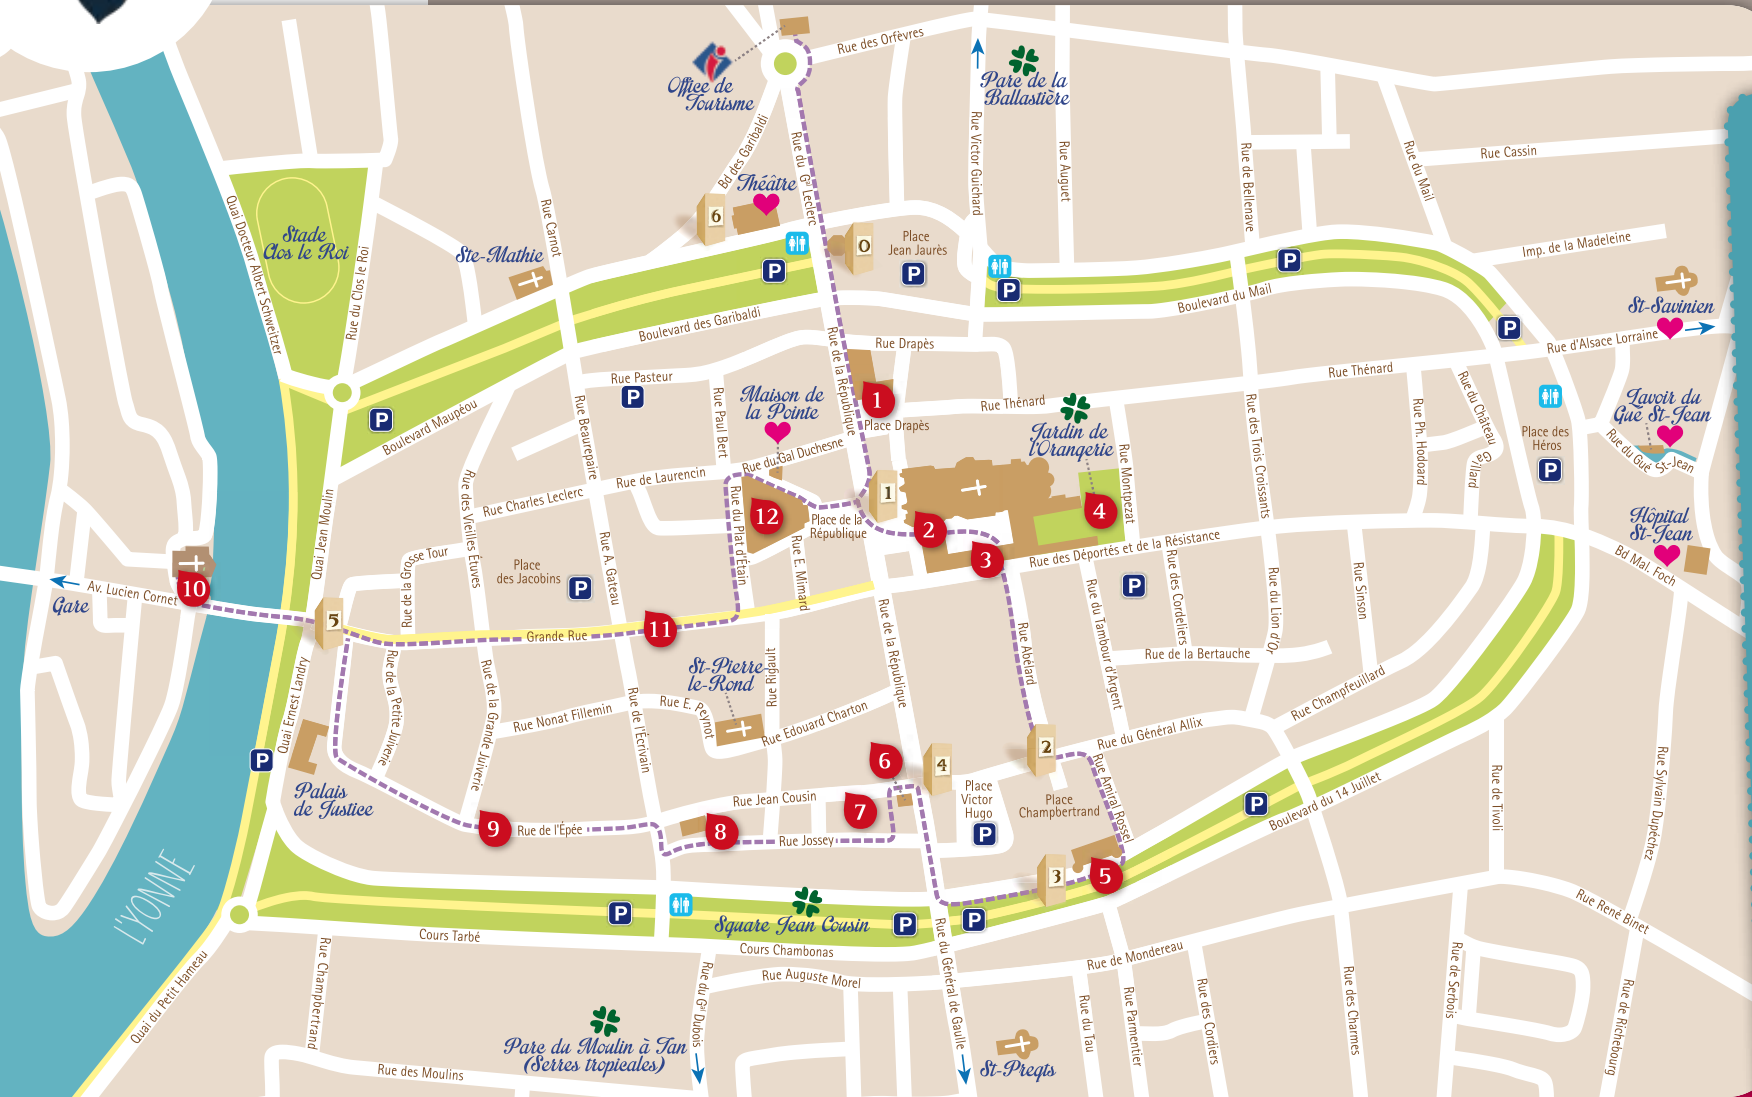 Rue des Orfèvres
Office de
Tourisme
Parc de la
Ballastière
Bd des Garibaldi
Rue du Gal Leclerc
Rue Victor Guichard
Rue Auguet
Rue de Bellenave
Rue du Mail
Rue Cassin
Théâtre
6
0
Place
Jean Jaurès
P
P
P
P
Imp. de la Madeleine
Quai Docteur Albert Schweitzer
Stade
Clos le Roi
Rue du Clos le Roi
Ste-Mathie
Rue Carnot
Boulevard des Garibaldi
Boulevard du Mail
St-Savinien
P
Rue d'Alsace Lorraine
Rue Drapès
Rue de la République
Rue Pasteur
P
Rue Thénard
Rue Thénard
Maison de
la Pointe
1
Place Drapès
Jardin de
l'Orangerie
Rue du Château
Gaillard
Rue Ph. Hodoard
Place des
Héros
P
Lavoir du
Gué St-Jean
Rue du Gué St-Jean
P
Boulevard Maupéou
Rue Beaurepaire
Rue Paul Bert
Rue du Gal Duchesne
Rue de Laurencin
Rue Charles Leclerc
Rue des Vieilles Étuves
Quai Jean Moulin
1
2
3
4
12
Place de la
République
Rue Montpezat
Rue des Trois Croissants
Rue des Déportés et de la Résistance
Hôpital
St-Jean
Bd Mal. Foch
Rue de la Grosse Tour
Place
des Jacobins
P
Rue A. Gateau
Rue du Plat d'Étain
Rue E. Mimard
P
Rue des Cordeliers
Rue du Tambour d'Argent
Rue du Lion d'Or
Rue Sinson
10
Av. Lucien Cornet
Gare
5
Grande Rue
11
Rue de la République
Rue Abélard
Rue de la Bertauche
Rue Champfeuillard
Quai Ernest Landry
Rue de la Petite Juiverie
Rue de la Grande Juiverie
St-Pierre-
le-Rond
Rue Rigault
Rue Nonat Fillemin
Rue E. Peynot
Rue de l'Écrivain
Rue Edouard Charton
Rue du Général Allix
2
4
6
7
P
Palais
de Justice
Rue Jean Cousin
Place
Victor
Hugo
P
Place
Champbertrand
Rue Amiral Rossel
P
Boulevard du 14 Juillet
Rue de Tivoli
Rue Sylvain Dupêchez
9
Rue de l'Épée
8
Rue Jossey
3
5
L'YONNE
P
Square Jean Cousin
P
P
Cours Tarbé
Cours Chambonas
Rue René Binet
Rue de Mondereau
Quai du Petit Hameau
Rue Champbertrand
Rue du Gal Dubois
Rue Auguste Morel
Rue du Général de Gaulle
Rue du Tau
Rue Parmentier
Rue des Cordiers
Rue des Charmes
Rue de Serbois
Rue de Richebourg
Parc du Moulin à Tan
(Serres tropicales)
St-Pregts
Rue des Moulins